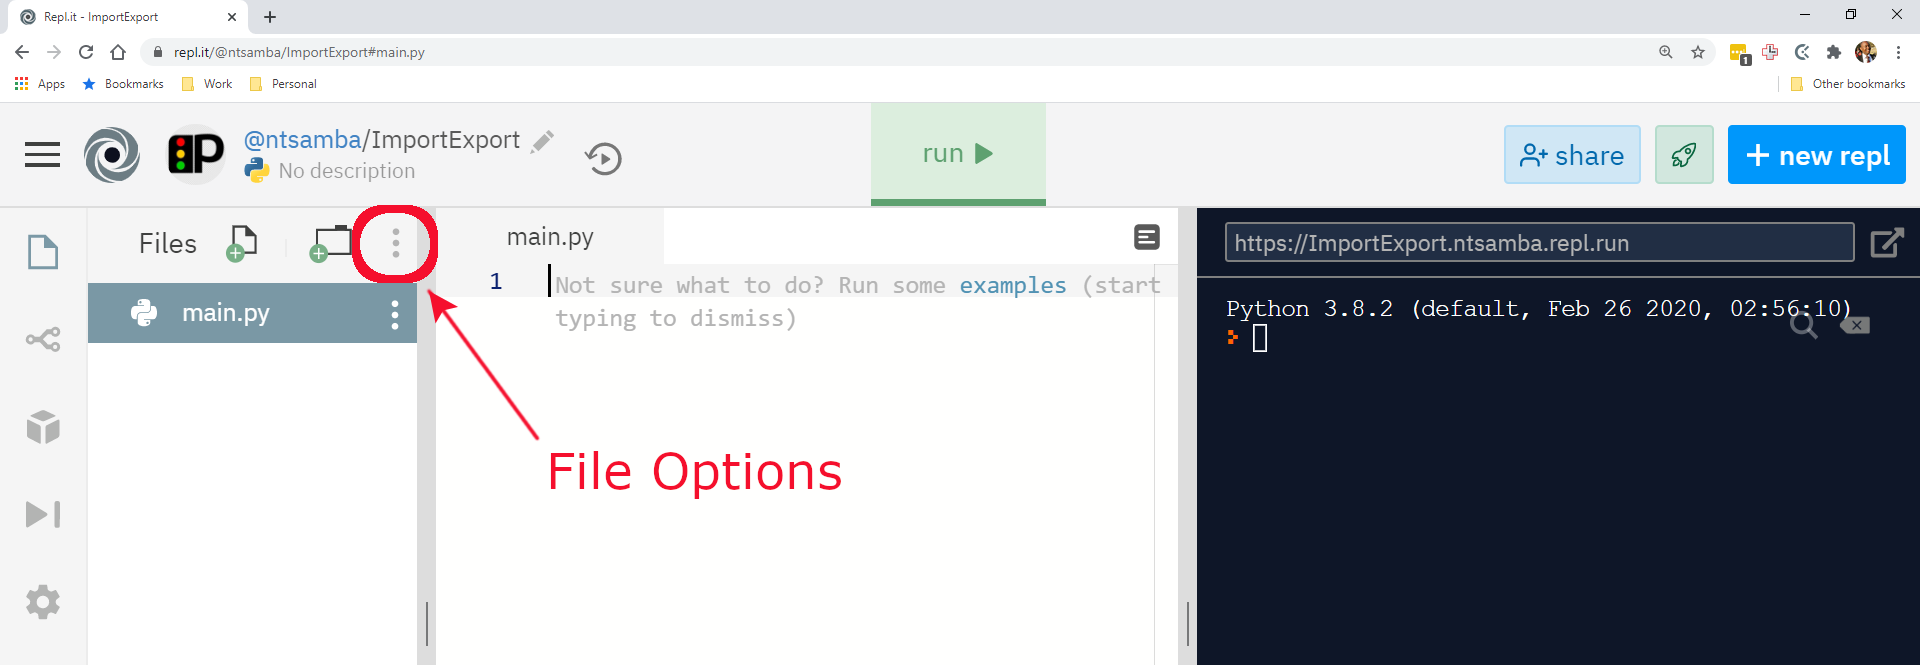 Repl.it - ImportExport
repl.it/@ntsamba/ImportExport#main.py
1
Apps Bookmarks Work Personal Other bookmarks
P @ntsamba/ImportExport
No description
run
share
+ new repl
Files
main.py
main.py
1 Not sure what to do? Run some examples (start
typing to dismiss)
https://ImportExport.ntsamba.repl.run
Python 3.8.2 (default, Feb 26 2020, 02:56:10)
File Options